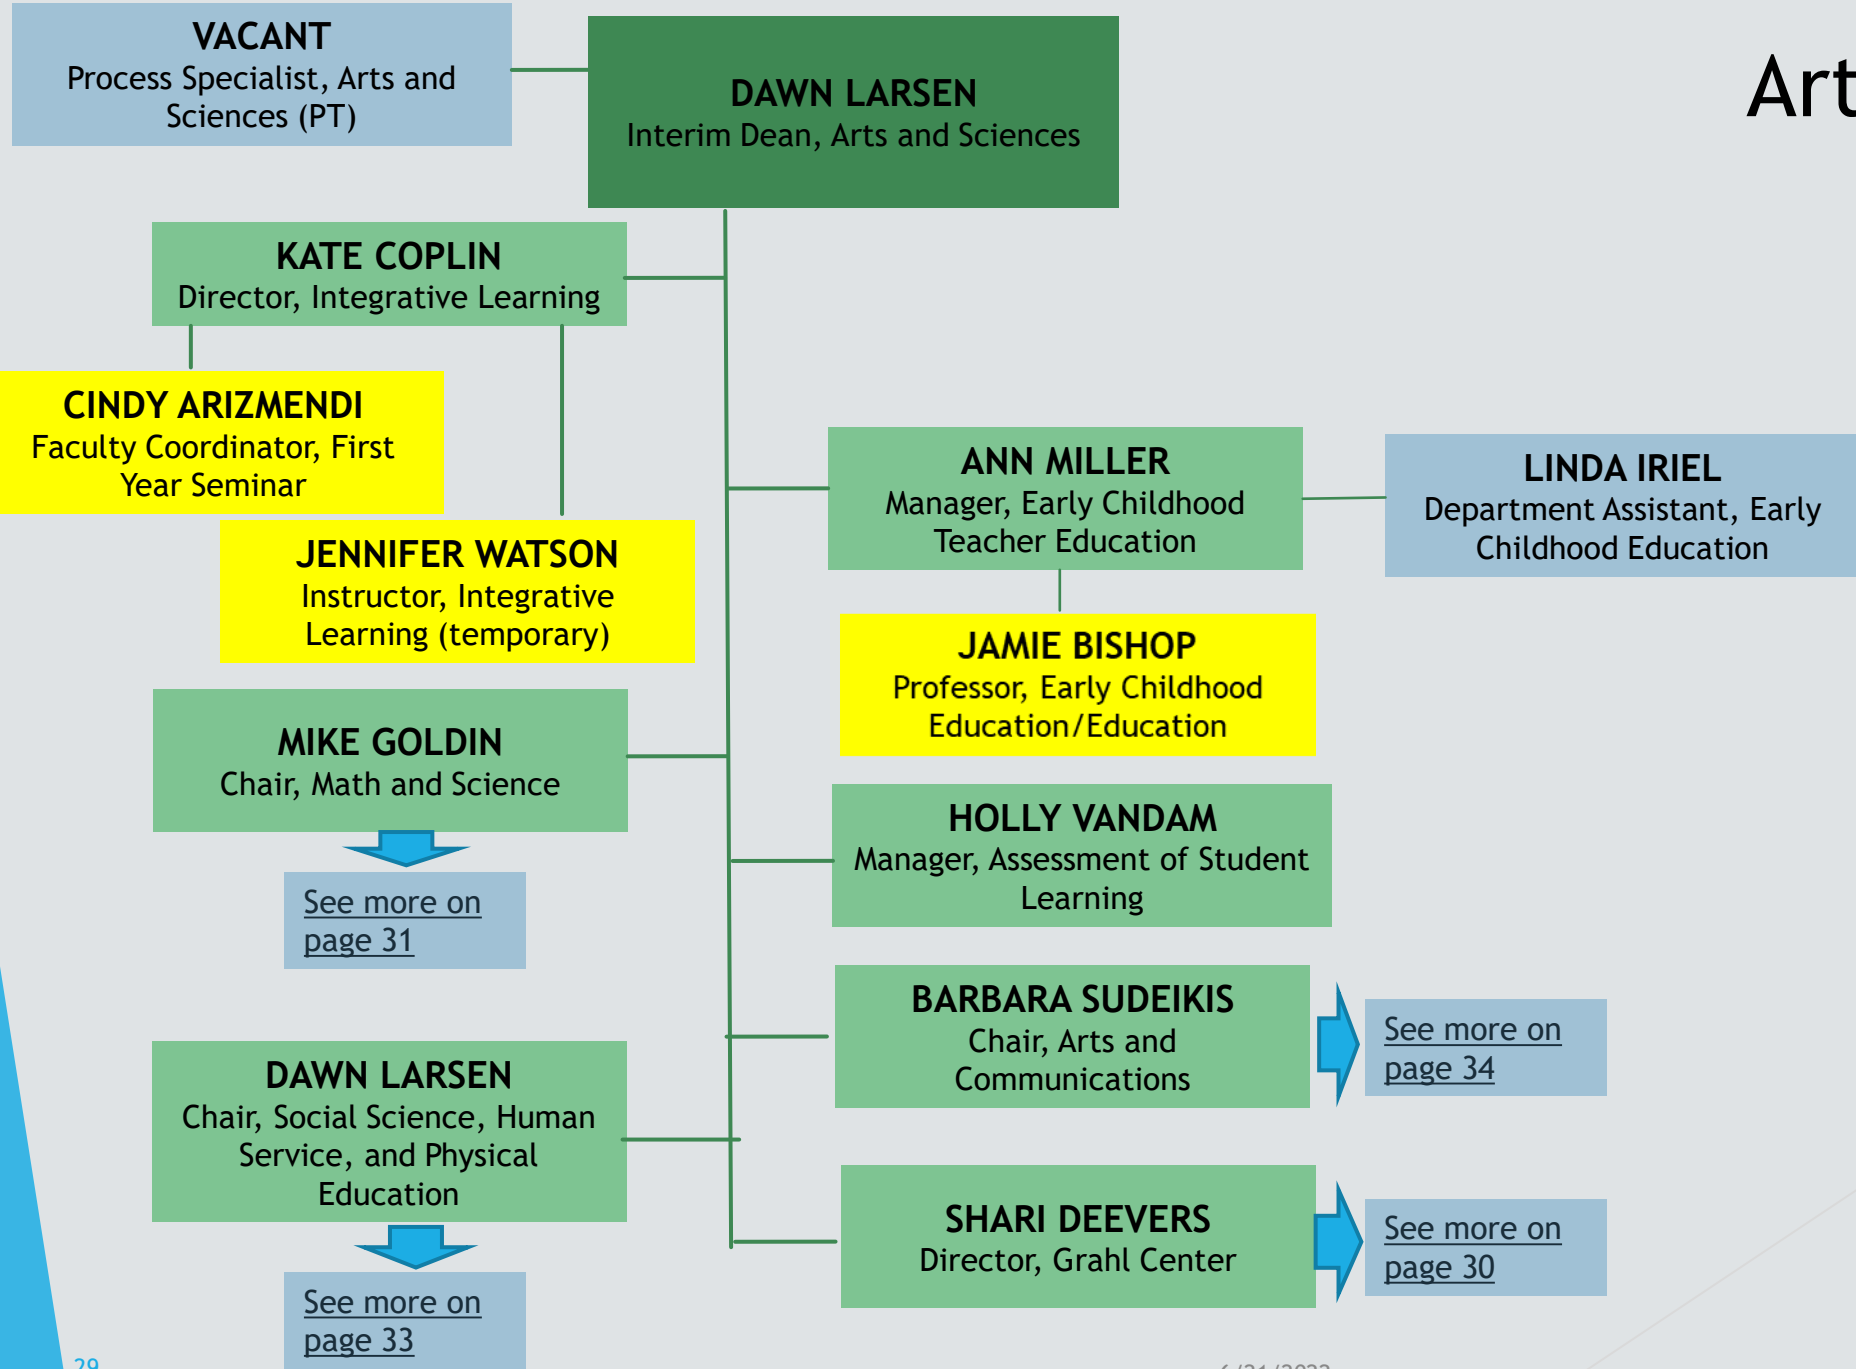 VACANT
Process Specialist, Arts and
Sciences (PT)
DAWN LARSEN
Interim Dean, Arts and Sciences
Art
KATE COPLIN
Director, Integrative Learning
CINDY ARIZMENDI
Faculty Coordinator, First
Year Seminar
JENNIFER WATSON
Instructor, Integrative
Learning (temporary)
ANN MILLER
Manager, Early Childhood
Teacher Education
LINDA IRIEL
Department Assistant, Early
Childhood Education
JAMIE BISHOP
Professor, Early Childhood
Education/Education
MIKE GOLDIN
Chair, Math and Science
See more on
page 31
HOLLY VANDAM
Manager, Assessment of Student
Learning
BARBARA SUDEIKIS
Chair, Arts and
Communications
See more on
page 34
DAWN LARSEN
Chair, Social Science, Human
Service, and Physical
Education
See more on
page 33
SHARI DEEVERS
Director, Grahl Center
See more on
page 30
29